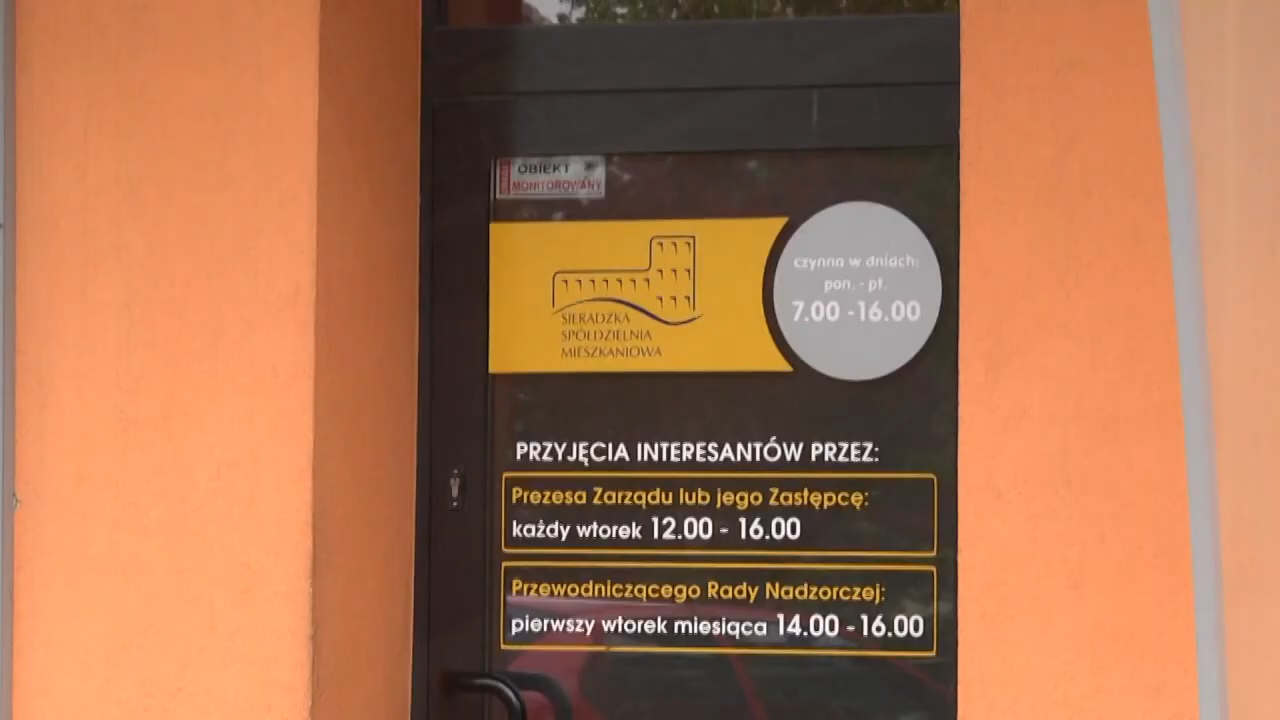 OBIEKT
MONITOROWANY
SIERADZKA
SPÓŁDZIELNIA
MIESZKANIOWA
czynna w dniach:
pon. - pt.
7.00 - 16.00
PRZYJĘCIA INTERESANTÓW PRZEZ:
Prezesa Zarządu lub jego Zastępcę:
każdy wtorek 12.00 - 16.00
Przewodniczącego Rady Nadzorczej:
pierwszy wtorek miesiąca 14.00 - 16.00